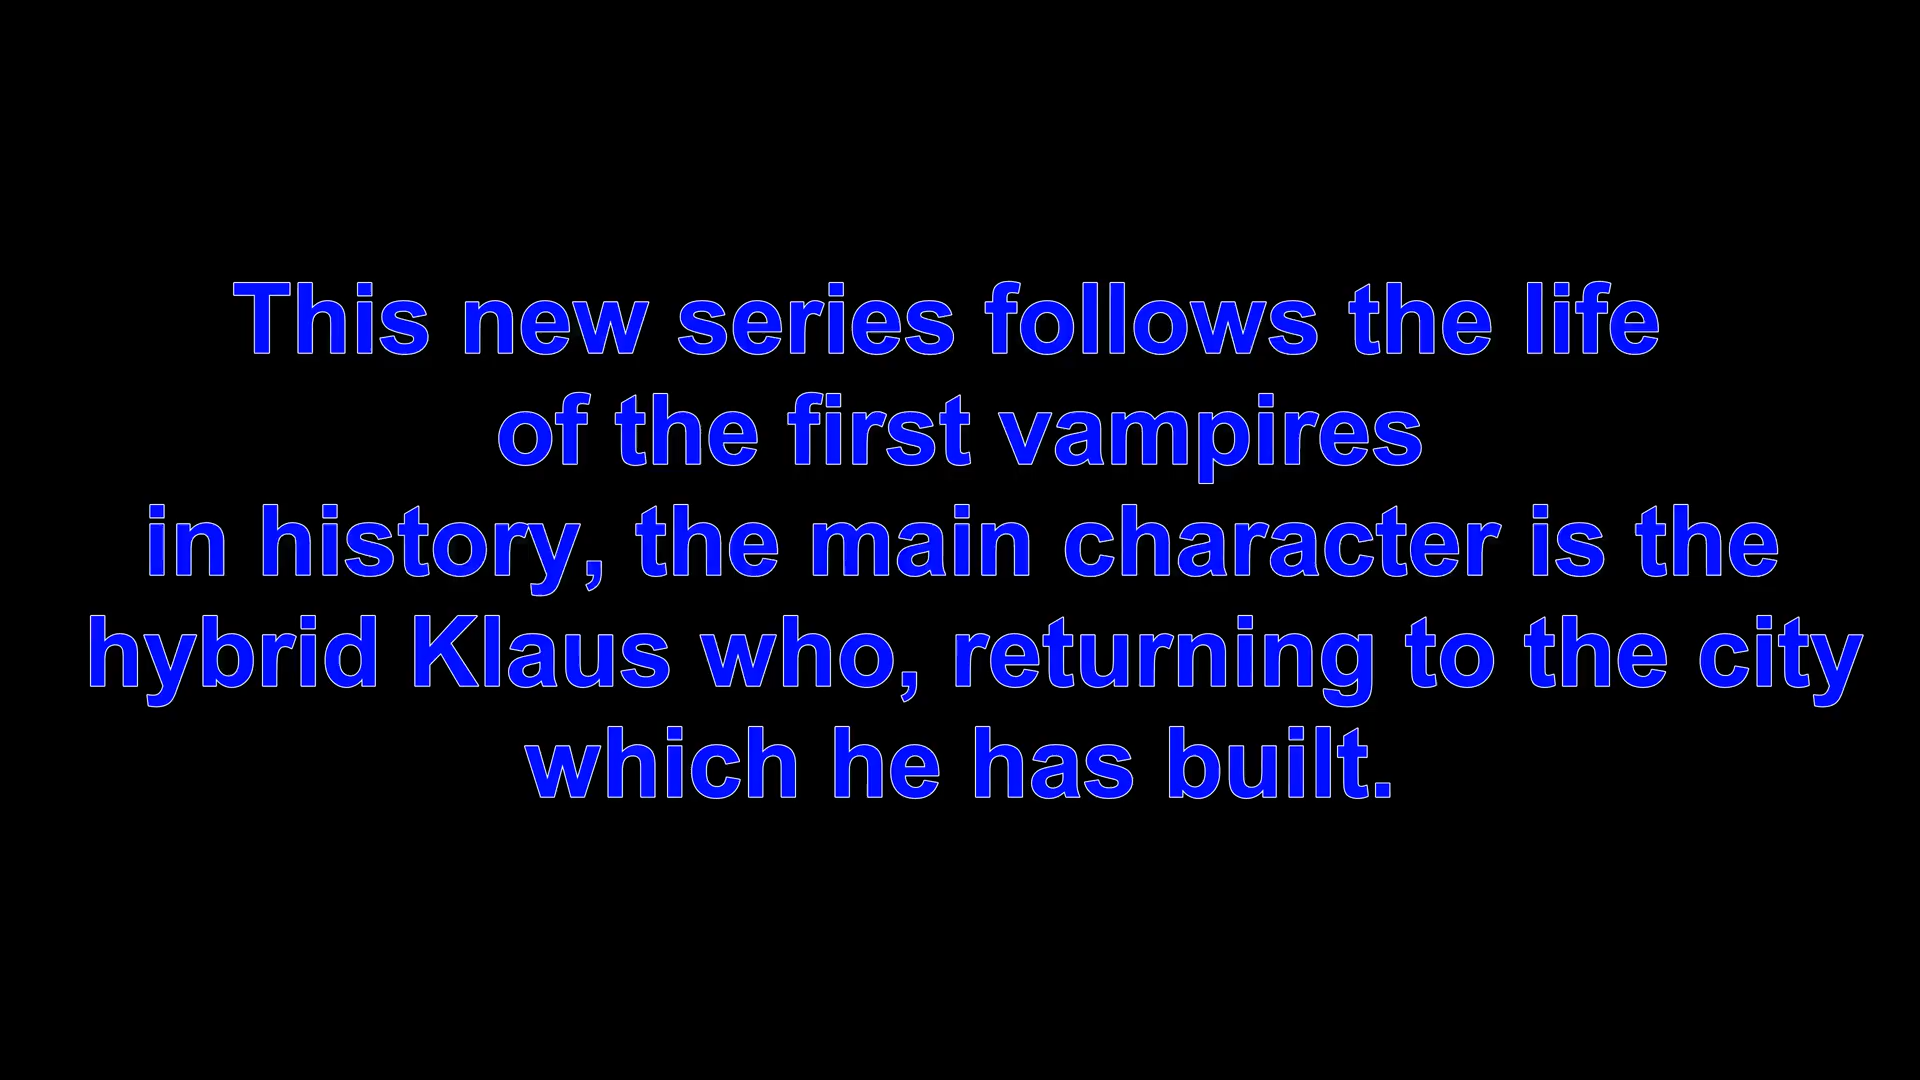 This new series follows the life
of the first vampires
in history, the main character is the
hybrid Klaus who, returning to the city
which he has built.